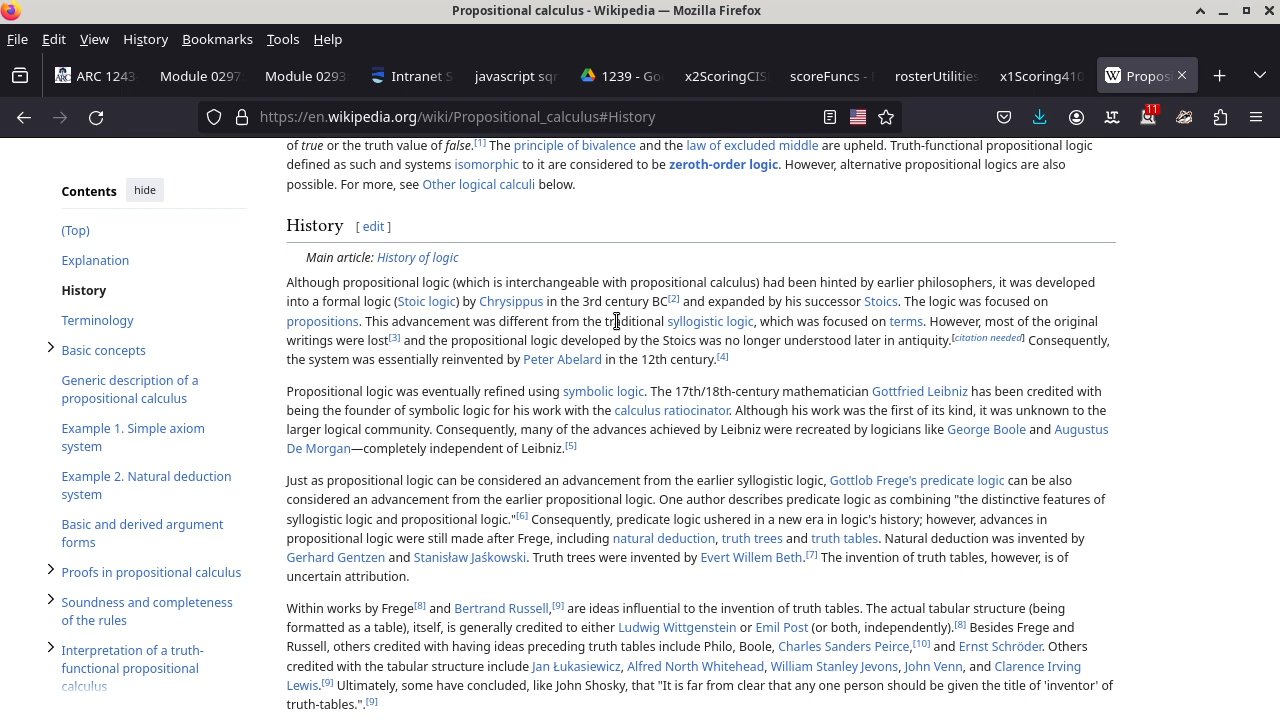 Propositional calculus - Wikipedia — Mozilla Firefox
File Edit View History Bookmarks Tools Help
ARC 1243 Module 0297 Module 0293 Intranet S javascript sqr 1239 - Go scoreFuncs - rosterUtilities x1Scoring410 Propos
https://en.wikipedia.org/wiki/Propositional_calculus#History
11
of true or the truth value of false.[1] The principle of bivalence and the law of excluded middle are upheld. Truth-functional propositional logic
defined as such and systems isomorphic to it are considered to be zeroth-order logic. However, alternative propositional logics are also
possible. For more, see Other logical calculi below.
Contents hide
(Top)
Explanation
History
Terminology
Basic concepts
Generic description of a
propositional calculus
Example 1. Simple axiom
system
Example 2. Natural deduction
system
Basic and derived argument
forms
Proofs in propositional calculus
Soundness and completeness
of the rules
Interpretation of a truth-
functional propositional
calculus
History [ edit ]
Main article: History of logic
Although propositional logic (which is interchangeable with propositional calculus) had been hinted by earlier philosophers, it was developed
into a formal logic (Stoic logic) by Chrysippus in the 3rd century BC[2] and expanded by his successor Stoics. The logic was focused on
propositions. This advancement was different from the traditional syllogistic logic, which was focused on terms. However, most of the original
writings were lost[3] and the propositional logic developed by the Stoics was no longer understood later in antiquity.[citation needed] Consequently,
the system was essentially reinvented by Peter Abelard in the 12th century.[4]
Propositional logic was eventually refined using symbolic logic. The 17th/18th-century mathematician Gottfried Leibniz has been credited with
being the founder of symbolic logic for his work with the calculus ratiocinator. Although his work was the first of its kind, it was unknown to the
larger logical community. Consequently, many of the advances achieved by Leibniz were recreated by logicians like George Boole and Augustus
De Morgan—completely independent of Leibniz.[5]
Just as propositional logic can be considered an advancement from the earlier syllogistic logic, Gottlob Frege's predicate logic can be also
considered an advancement from the earlier propositional logic. One author describes predicate logic as combining "the distinctive features of
syllogistic logic and propositional logic."[6] Consequently, predicate logic ushered in a new era in logic's history; however, advances in
propositional logic were still made after Frege, including natural deduction, truth trees and truth tables. Natural deduction was invented by
Gerhard Gentzen and Stanisław Jaśkowski. Truth trees were invented by Evert Willem Beth.[7] The invention of truth tables, however, is of
uncertain attribution.
Within works by Frege[8] and Bertrand Russell,[9] are ideas influential to the invention of truth tables. The actual tabular structure (being
formatted as a table), itself, is generally credited to either Ludwig Wittgenstein or Emil Post (or both, independently).[8] Besides Frege and
Russell, others credited with having ideas preceding truth tables include Philo, Boole, Charles Sanders Peirce,[10] and Ernst Schröder. Others
credited with the tabular structure include Jan Łukasiewicz, Alfred North Whitehead, William Stanley Jevons, John Venn, and Clarence Irving
Lewis.[9] Ultimately, some have concluded, like John Shosky, that "It is far from clear that any one person should be given the title of 'inventor' of
truth-tables.".[9]